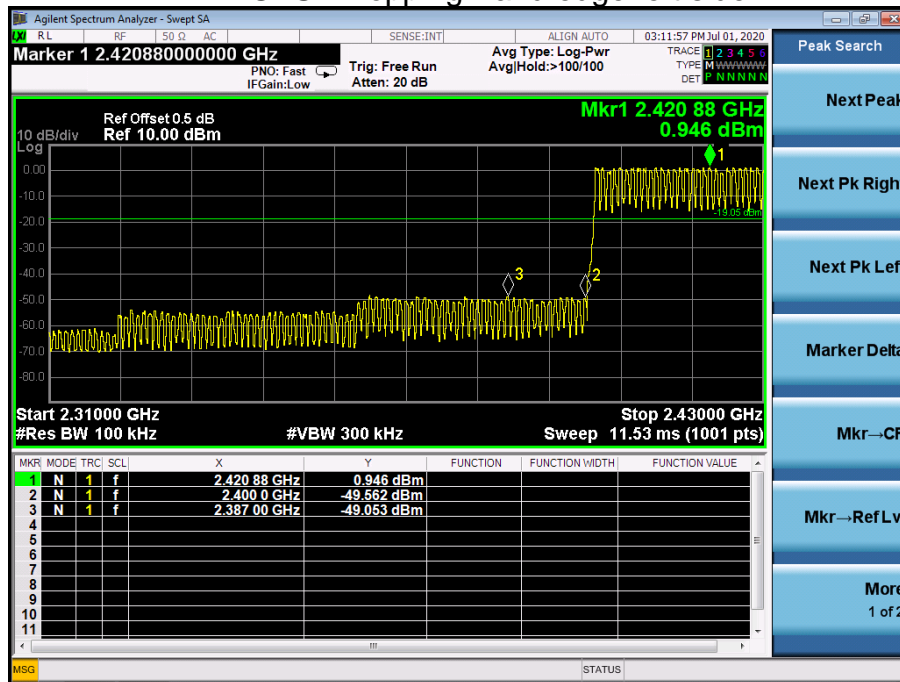 Agilent Spectrum Analyzer - Swept SA
LXI RL RF 50 Ω AC SENSE:INT ALIGN AUTO 03:11:57 PM Jul 01, 2020
Marker 1 2.420880000000 GHz
PNO: Fast
IFGain:Low
Trig: Free Run
Atten: 20 dB
Avg Type: Log-Pwr
Avg|Hold:>100/100
TRACE 1 2 3 4 5 6
TYPE M WWWWW
DET P N N N N N
Peak Search
Next Peak
Next Pk Righ
Next Pk Lef
Marker Delta
Mkr→CF
Mkr→Ref Lv
More
1 of 2
Mkr1 2.420 88 GHz
0.946 dBm
Ref Offset 0.5 dB
10 dB/div Ref 10.00 dBm
Log
0.00
-10.0
-20.0
-30.0
-40.0
-50.0
-60.0
-70.0
-80.0
1
2
3
-19.05 dBm
Start 2.31000 GHz Stop 2.43000 GHz
#Res BW 100 kHz #VBW 300 kHz Sweep 11.53 ms (1001 pts)
MKR MODE TRC SCL X Y FUNCTION FUNCTION WIDTH FUNCTION VALUE
1 N 1 f 2.420 88 GHz 0.946 dBm
2 N 1 f 2.400 0 GHz -49.562 dBm
3 N 1 f 2.387 00 GHz -49.053 dBm
4
5
6
7
8
9
10
11
MSG STATUS